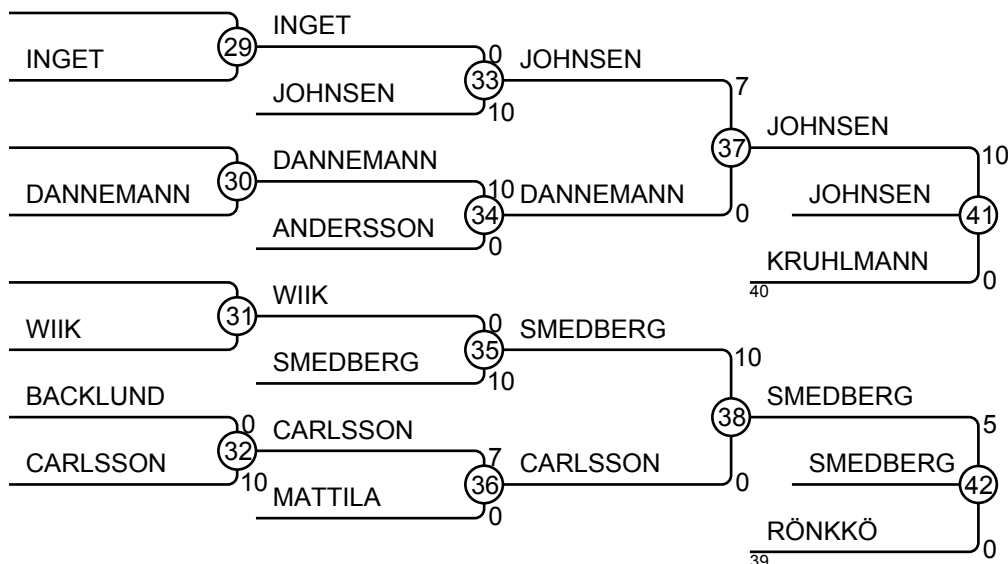 INGET
29
INGET
0
33
JOHNSEN
10
JOHNSEN
7
37
JOHNSEN
10
DANNEMANN
30
DANNEMANN
10
34
ANDERSSON
0
DANNEMANN
0
JOHNSEN
41
KRUHLMANN
40
0
WIIK
31
WIIK
0
35
SMEDBERG
10
SMEDBERG
10
38
SMEDBERG
5
BACKLUND
0
32
CARLSSON
10
CARLSSON
7
36
MATTILA
0
CARLSSON
0
SMEDBERG
42
RÖNKKÖ
39
0